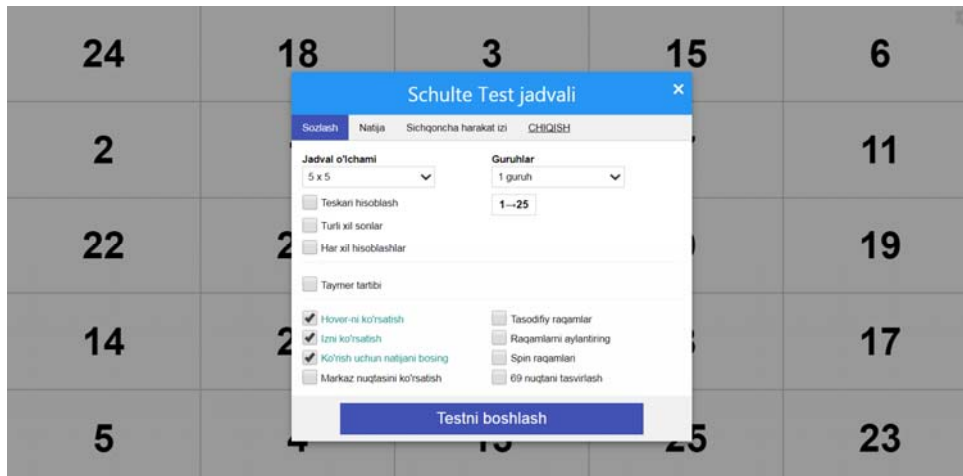 24 18 3 15 6
Schulte Test jadvali ×
Sozlash Natija Sichqoncha harakat izi CHIQISH
2 11
Jadval o'lchami Guruhlar
5 x 5 1 guruh
Teskari hisoblash 1→25
Turli xil sonlar
22 19
Har xil hisoblashlar
Taymer tartibi
Hover-ni ko'rsatish Tasodifiy raqamlar
14 17
Izni ko'rsatish Raqamlarni aylantiring
Ko'rish uchun natijani bosing Spin raqamlari
Markaz nuqtasini ko'rsatish 69 nuqtani tasvirlash
Testni boshlash
5 25 23